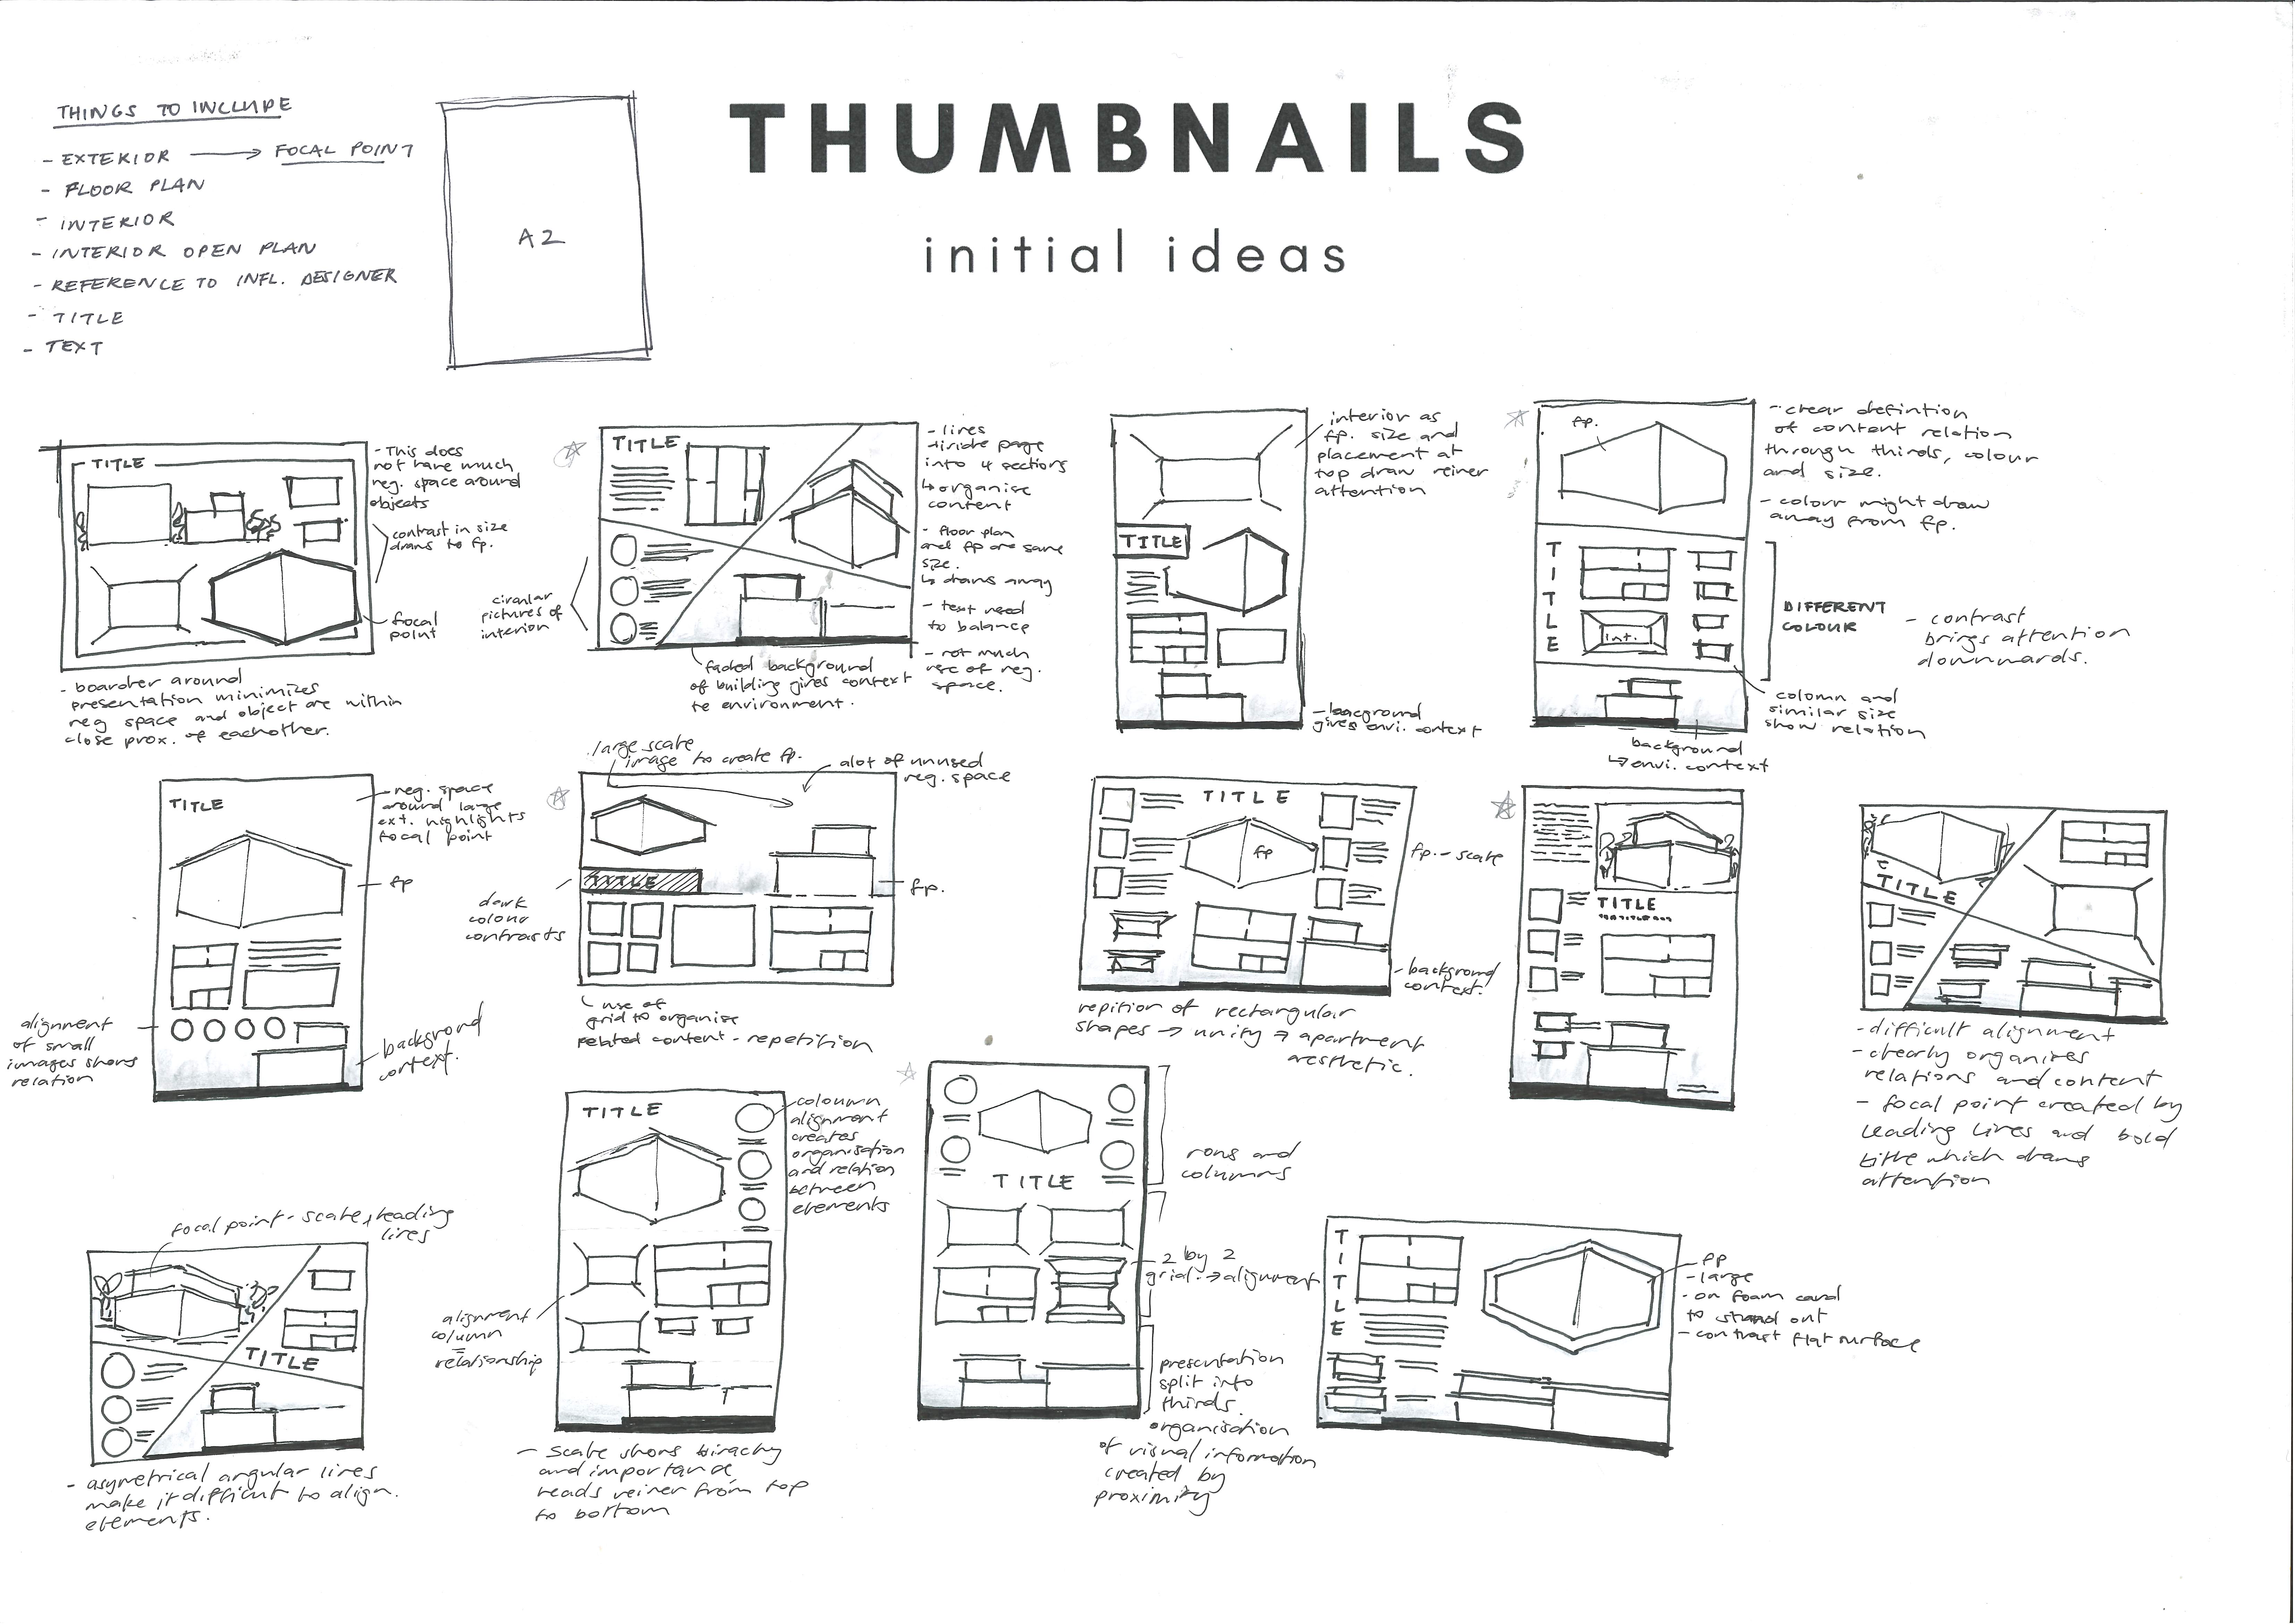 THUMBNAILS
initial ideas
THINGS TO INCLUDE
- EXTERIOR → FOCAL POINT
- FLOOR PLAN
- INTERIOR
- INTERIOR OPEN PLAN
- REFERENCE TO INFL. DESIGNER
- TITLE
- TEXT
A2
TITLE
- This does
not have much
neg. space around
objects
contrast in size
draws to fp.
focal
point
- boarder around
presentation minimizes
neg space and object are within
close prox. of eachother.
TITLE
circular
pictures of
interior
- lines
divide page
into 4 sections
↳ organise
content
- floor plan
and fp are same
size.
↳ draws away
- text need
to balance
- not much
use of neg.
space.
faded background
of building gives context
to environment.
TITLE
interior as
fp. size and
placement at
top draw veiwer
attention
- bacground
gives envi. context
fp.
TITLE
int.
- clear defintion
of content relation
through thirds, colour
and size.
- colour might draw
away from fp.
DIFFERENT
COLOUR
- contrast
brings attention
downwards.
column and
similar size
show relation
background
↳ envi. context
TITLE
- neg. space
around large
ext. highlights
focal point
fp
alignment
of small
images shows
relation
background
context.
large scale
image to create fp.
alot of unused
neg. space
TITLE
dark
colour
contrasts
fp.
use of
grid to organise
related content - repetition
TITLE
fp
fp. - scale
- background
context.
repition of rectangular
shapes → unity → apartment
aesthetic.
TITLE
TITLE
- difficult alignment
- clearly organises
relations and content
- focal point created by
leading lines and bold
title which draws
attention
focal point - scale, leading
lines
TITLE
- asymetrical angular lines
make it difficult to align
elements.
TITLE
coloumn
alignment
creates
organisation
and relation
between
elements
alignment
column
=
relationship
- scale shows hirachy
and importance
reads veiwer from top
to bottom
TITLE
rows and
columns
2 by 2
grid → alignment
presentation
split into
thirds.
organisation
of visual information
created by
proximity
TITLE
fp
- large
- on foam card
to stand out
- contrast flat surface